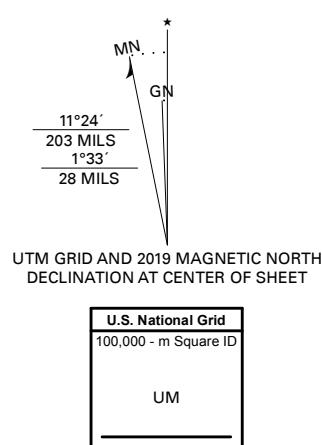 MN
GN
11°24´
203 MILS
1°33´
28 MILS
UTM GRID AND 2019 MAGNETIC NORTH
DECLINATION AT CENTER OF SHEET
U.S. National Grid
100,000 - m Square ID
UM